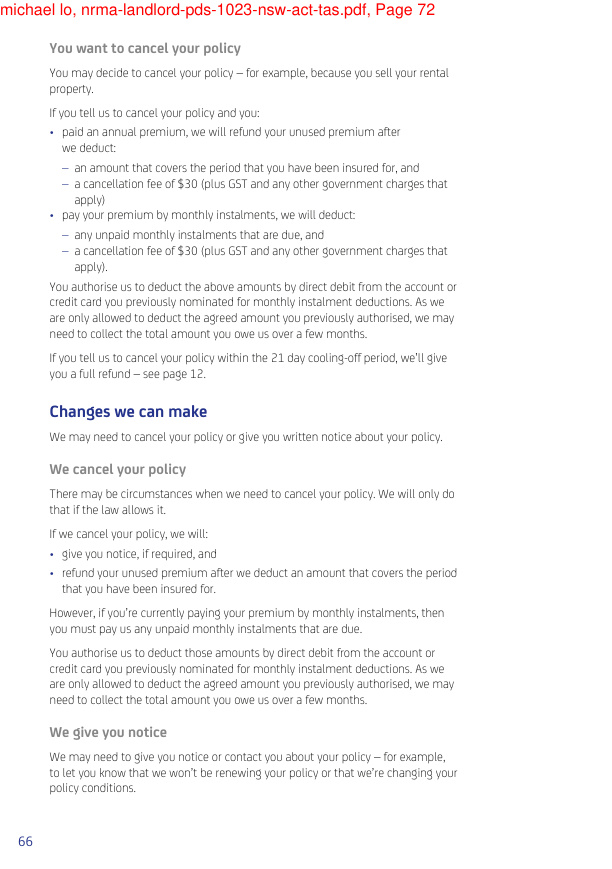 michael lo, nrma-landlord-pds-1023-nsw-act-tas.pdf, Page 72
You want to cancel your policy
You may decide to cancel your policy – for example, because you sell your rental
property.
If you tell us to cancel your policy and you:
• paid an annual premium, we will refund your unused premium after
we deduct:
– an amount that covers the period that you have been insured for, and
– a cancellation fee of $30 (plus GST and any other government charges that
apply)
• pay your premium by monthly instalments, we will deduct:
– any unpaid monthly instalments that are due, and
– a cancellation fee of $30 (plus GST and any other government charges that
apply).
You authorise us to deduct the above amounts by direct debit from the account or
credit card you previously nominated for monthly instalment deductions. As we
are only allowed to deduct the agreed amount you previously authorised, we may
need to collect the total amount you owe us over a few months.
If you tell us to cancel your policy within the 21 day cooling-off period, we'll give
you a full refund – see page 12.
Changes we can make
We may need to cancel your policy or give you written notice about your policy.
We cancel your policy
There may be circumstances when we need to cancel your policy. We will only do
that if the law allows it.
If we cancel your policy, we will:
• give you notice, if required, and
• refund your unused premium after we deduct an amount that covers the period
that you have been insured for.
However, if you're currently paying your premium by monthly instalments, then
you must pay us any unpaid monthly instalments that are due.
You authorise us to deduct those amounts by direct debit from the account or
credit card you previously nominated for monthly instalment deductions. As we
are only allowed to deduct the agreed amount you previously authorised, we may
need to collect the total amount you owe us over a few months.
We give you notice
We may need to give you notice or contact you about your policy – for example,
to let you know that we won't be renewing your policy or that we're changing your
policy conditions.
66